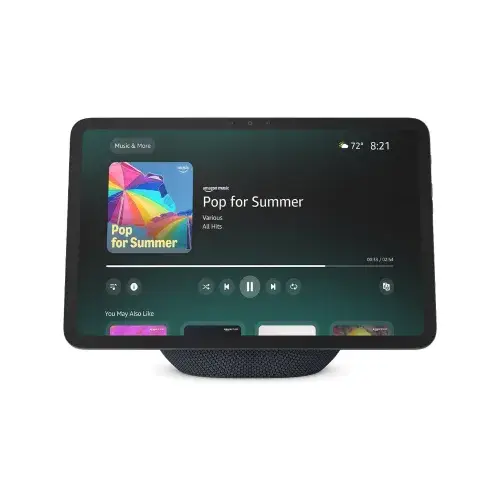 Music & More
72° 8:21
music
Pop
for Summer
amazon music
Pop for Summer
Various
All Hits
You May Also Like